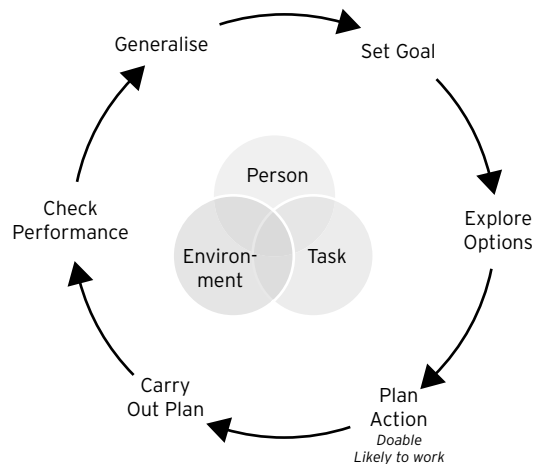 Generalise
Set Goal
Explore
Options
Plan
Action
Doable
Likely to work
Carry
Out Plan
Check
Performance
Person
Environ-
ment
Task